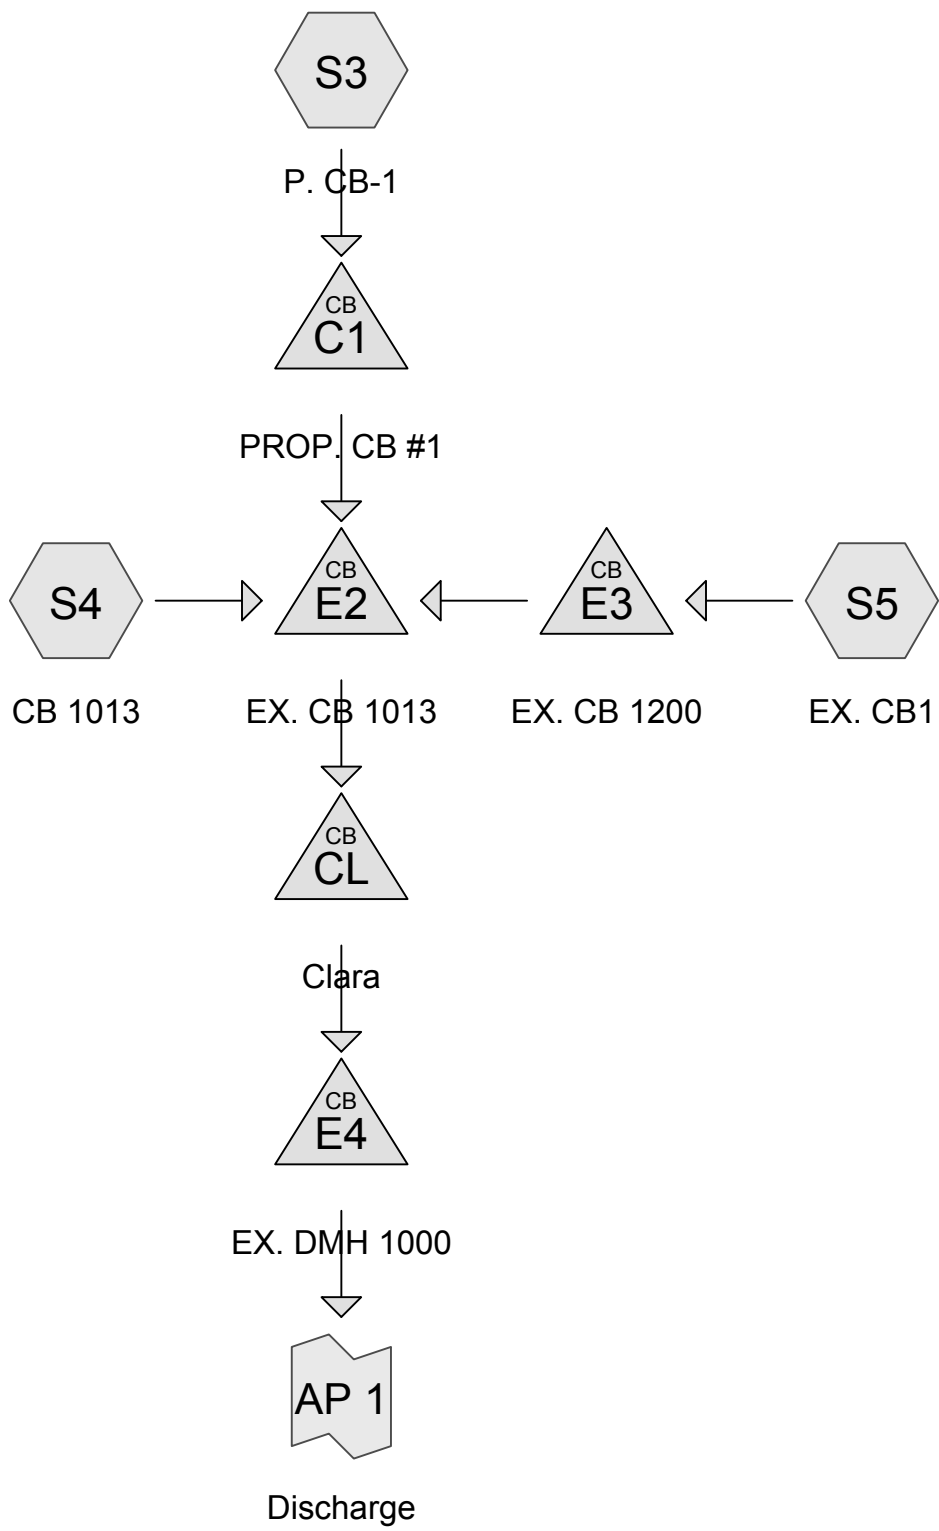 S3
P. CB-1
CB
C1
PROP. CB #1
S4
CB
E2
CB
E3
S5
CB 1013
EX. CB 1013
EX. CB 1200
EX. CB1
CB
CL
Clara
CB
E4
EX. DMH 1000
AP 1
Discharge